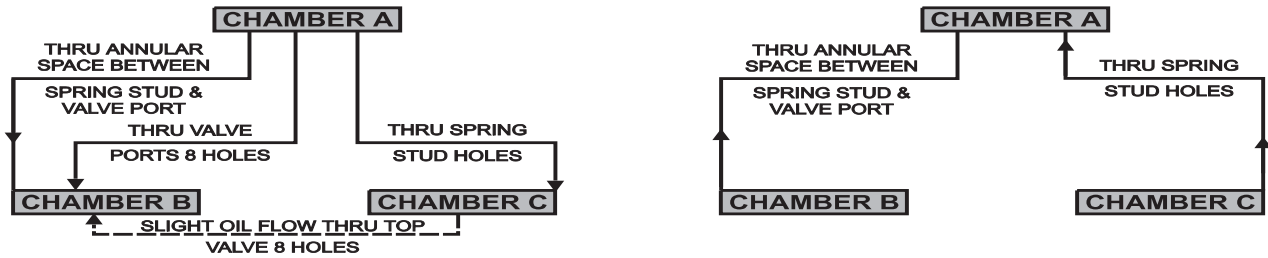 CHAMBER A
THRU ANNULAR
SPACE BETWEEN
SPRING STUD &
VALVE PORT
THRU VALVE
PORTS 8 HOLES
THRU SPRING
STUD HOLES
CHAMBER B
CHAMBER C
SLIGHT OIL FLOW THRU TOP
VALVE 8 HOLES
CHAMBER A
THRU ANNULAR
SPACE BETWEEN
SPRING STUD &
VALVE PORT
THRU SPRING
STUD HOLES
CHAMBER B
CHAMBER C